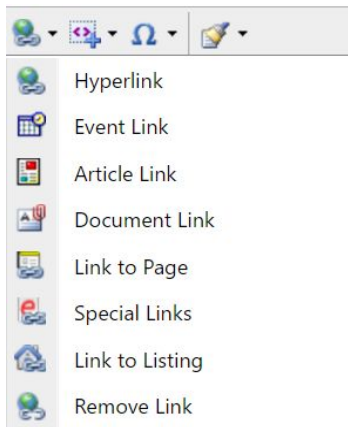 Ω
Hyperlink
Event Link
Article Link
Document Link
Link to Page
Special Links
Link to Listing
Remove Link